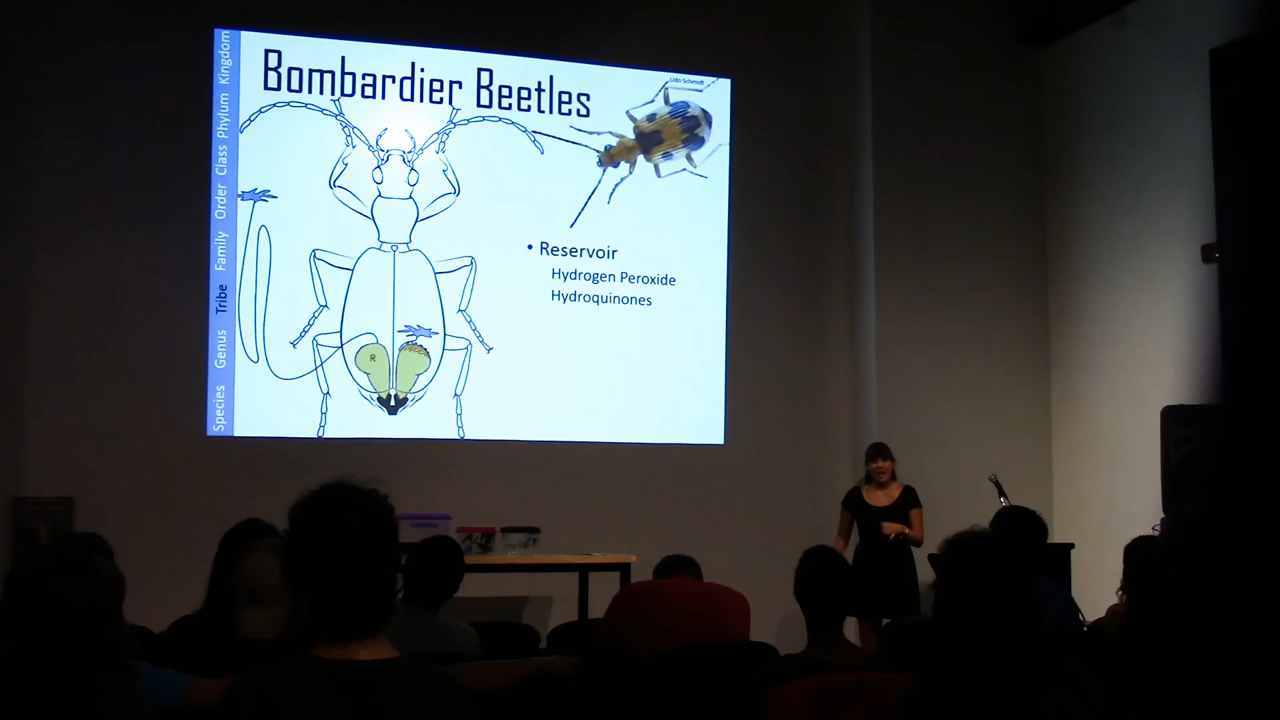 Bombardier Beetles
Udo Schmidt
• Reservoir
Hydrogen Peroxide
Hydroquinones
R
Species Genus Tribe Family Order Class Phylum Kingdom